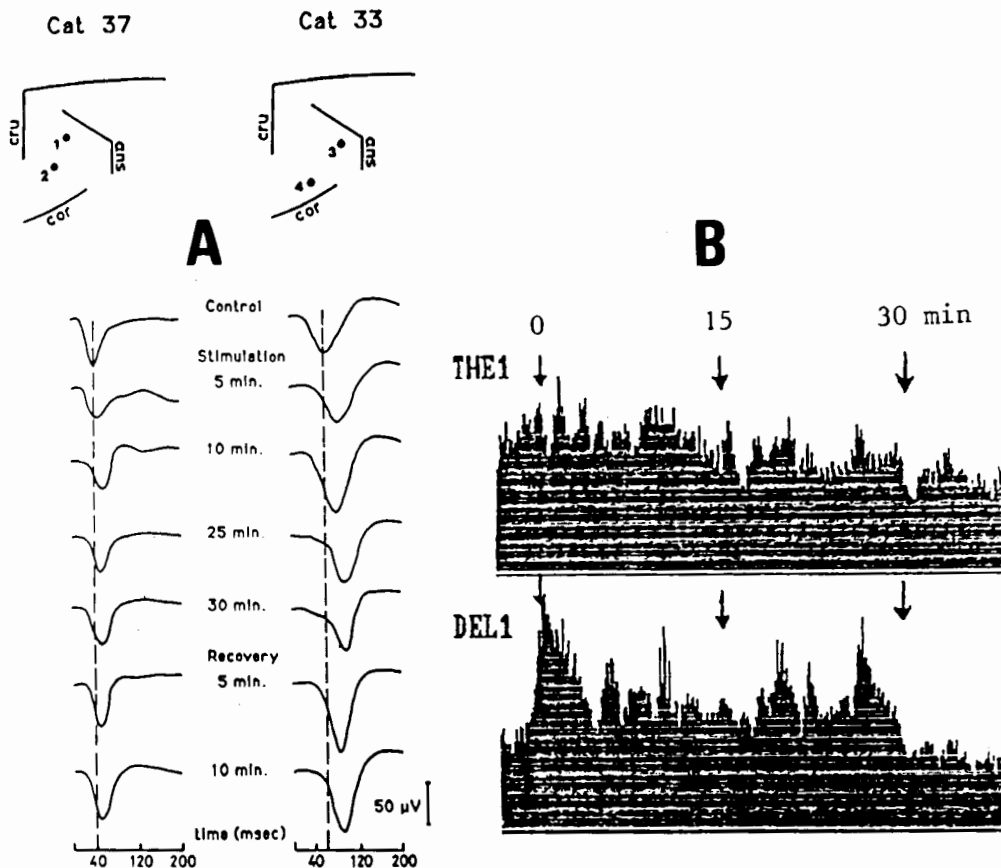 Cat 37
Cat 33
cru
1
2
ans
cor
cru
3
4
ans
cor
A
B
Control
Stimulation
5 min.
10 min.
25 min.
30 min.
Recovery
5 min.
10 min.
50 µV
time (msec)
40 120 200
40 120 200
0 15 30 min
THE1
DEL1